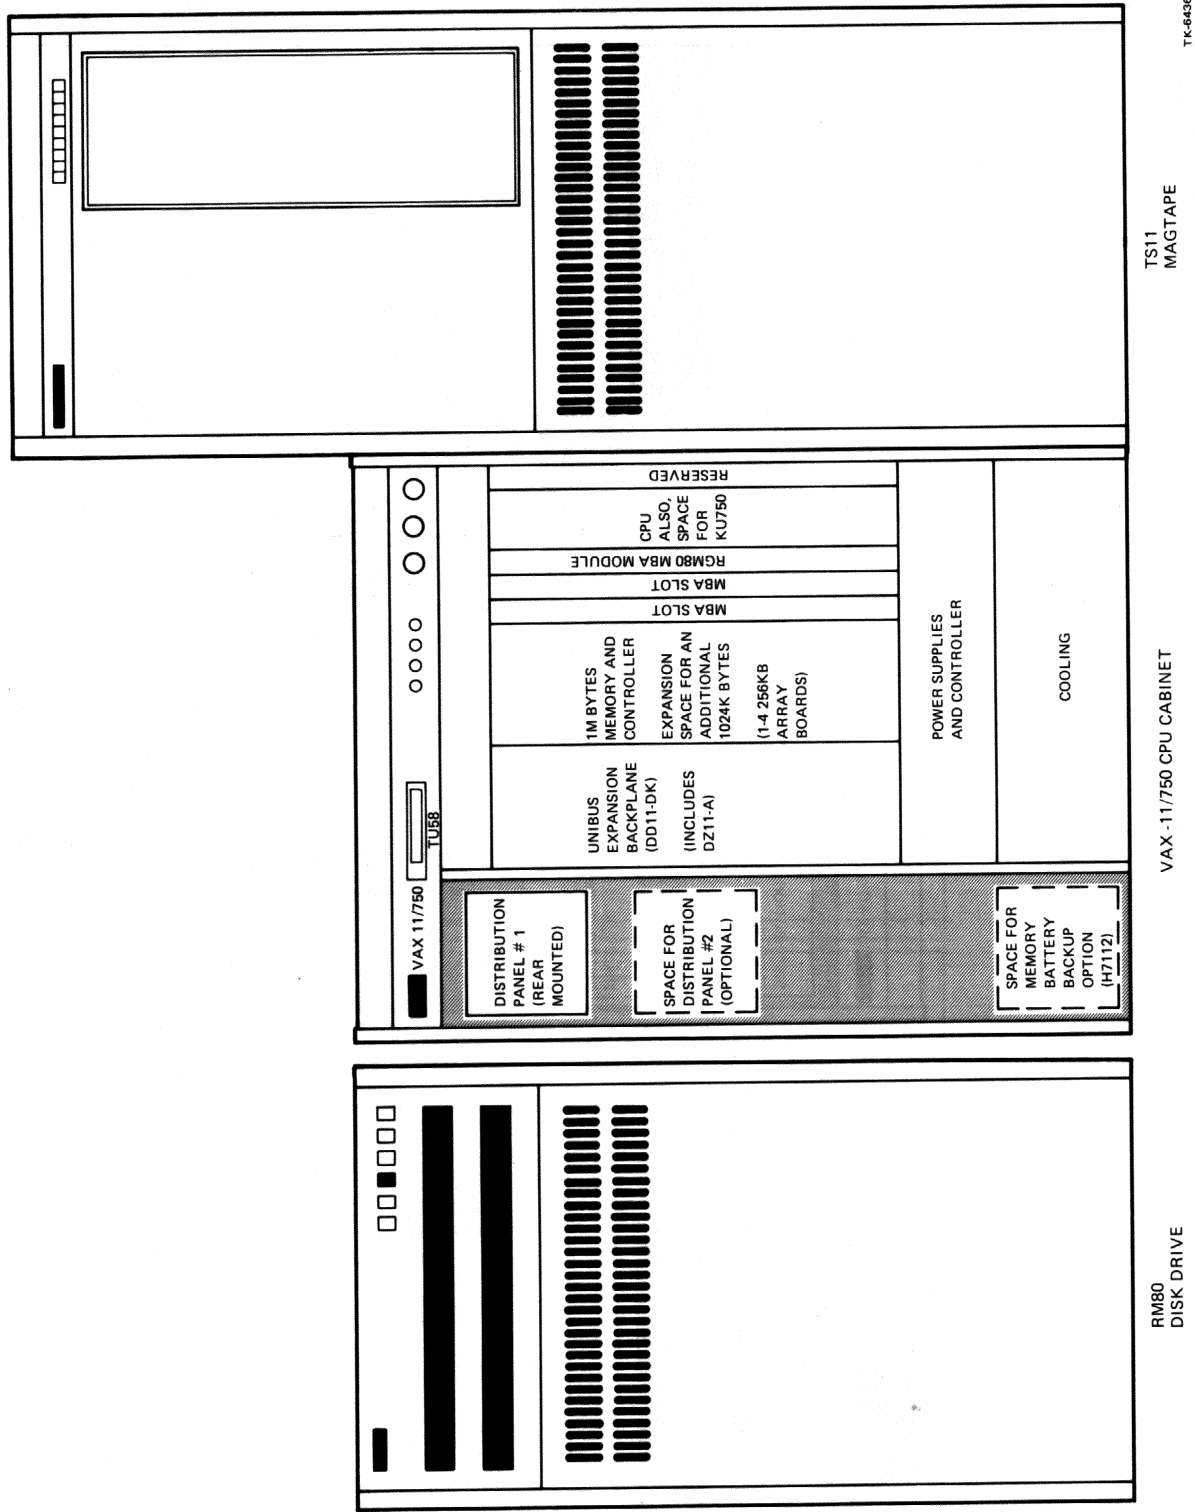 VAX 11/750
TU58
DISTRIBUTION
PANEL # 1
(REAR
MOUNTED)
SPACE FOR
DISTRIBUTION
PANEL #2
(OPTIONAL)
SPACE FOR
MEMORY
BATTERY
BACKUP
OPTION
(H7112)
UNIBUS
EXPANSION
BACKPLANE
(DD11-DK)
(INCLUDES
DZ11-A)
1M BYTES
MEMORY AND
CONTROLLER
EXPANSION
SPACE FOR AN
ADDITIONAL
1024K BYTES
(1-4 256KB
ARRAY
BOARDS)
MBA SLOT
MBA SLOT
RGM80 MBA MODULE
CPU
ALSO,
SPACE
FOR
KU750
RESERVED
POWER SUPPLIES
AND CONTROLLER
COOLING
RM80
DISK DRIVE
VAX -11/750 CPU CABINET
TS11
MAGTAPE
TK-6436